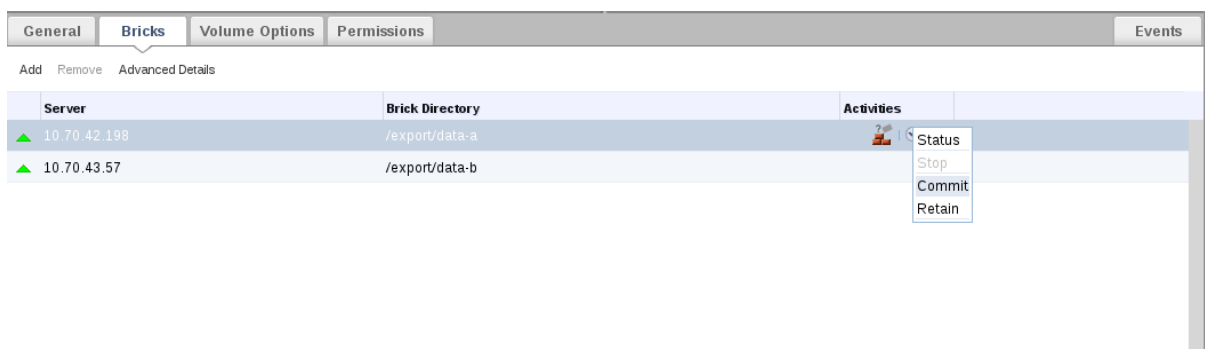 General Bricks Volume Options Permissions Events
Add Remove Advanced Details
Server Brick Directory Activities
10.70.42.198 /export/data-a
Status
Stop
10.70.43.57 /export/data-b
Commit
Retain